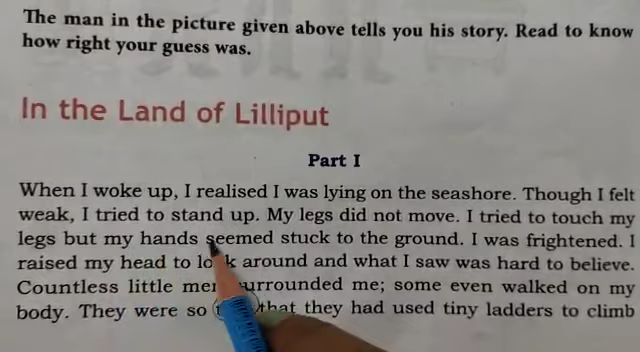 The man in the picture given above tells you his story. Read to know
how right your guess was.
In the Land of Lilliput
Part I
When I woke up, I realised I was lying on the seashore. Though I felt
weak, I tried to stand up. My legs did not move. I tried to touch my
legs but my hands seemed stuck to the ground. I was frightened. I
raised my head to look around and what I saw was hard to believe.
Countless little men surrounded me; some even walked on my
body. They were so that they had used tiny ladders to climb